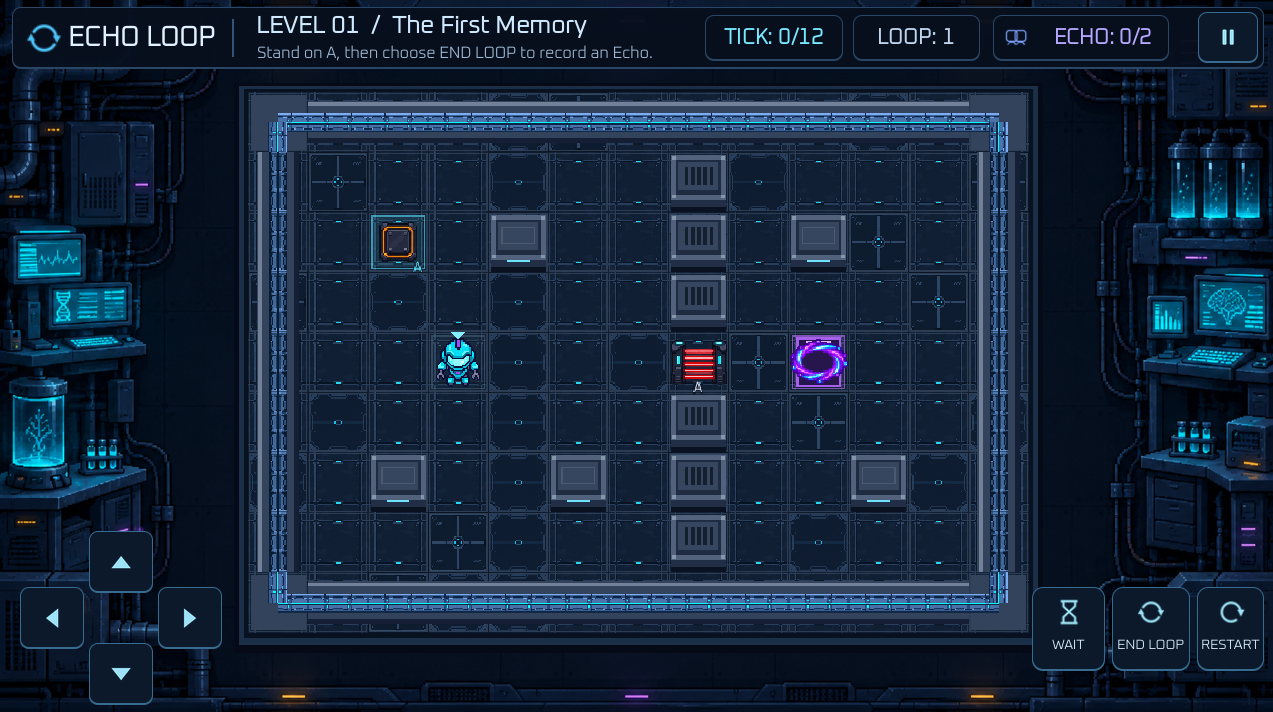 ECHO LOOP
LEVEL 01 / The First Memory
Stand on A, then choose END LOOP to record an Echo.
TICK: 0/12
LOOP: 1
ECHO: 0/2
A
A
WAIT
END LOOP
RESTART